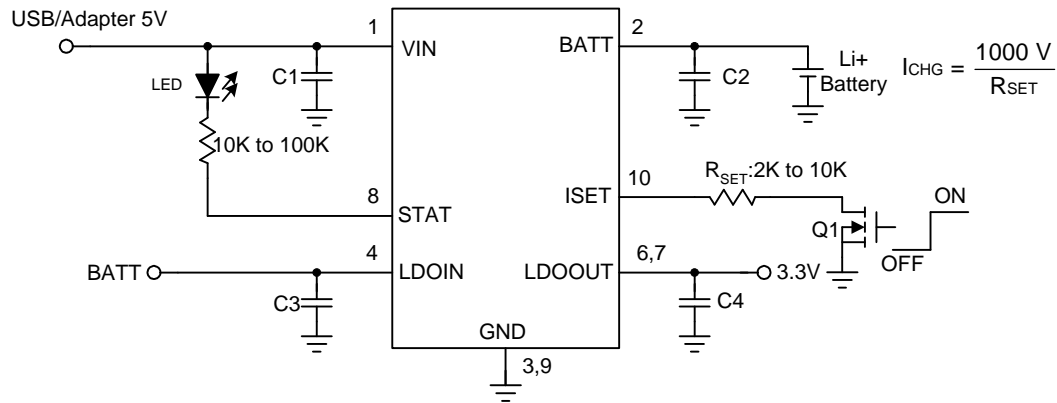 USB/Adapter 5V
1
VIN
BATT
2
LED
C1
C2
Li+
Battery
ICHG = 1000 V / RSET
10K to 100K
8
STAT
ISET
10
RSET:2K to 10K
ON
Q1
OFF
BATT
4
LDOIN
LDOOUT
6,7
3.3V
C3
C4
GND
3,9